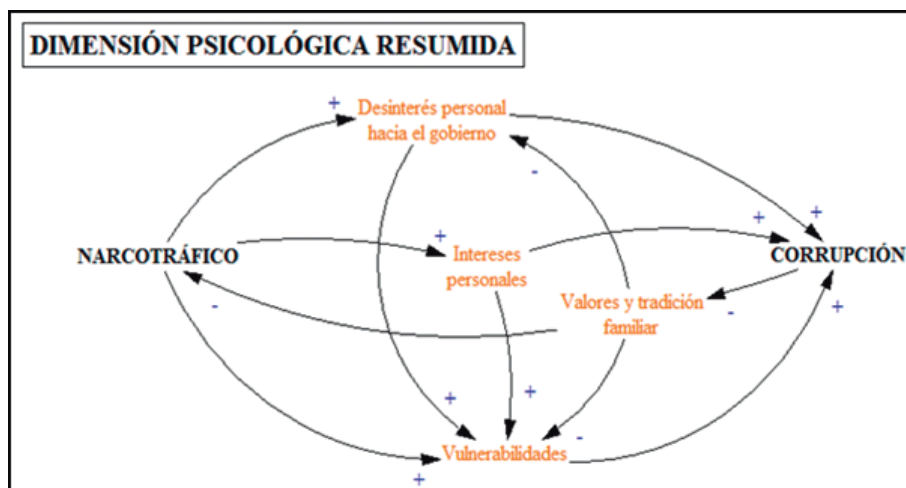 DIMENSIÓN PSICOLÓGICA RESUMIDA
+
Desinterés personal
hacia el gobierno
-
+
+
+
NARCOTRÁFICO
Intereses
personales
CORRUPCIÓN
-
Valores y tradición
familiar
-
+
+
+
-
Vulnerabilidades
+